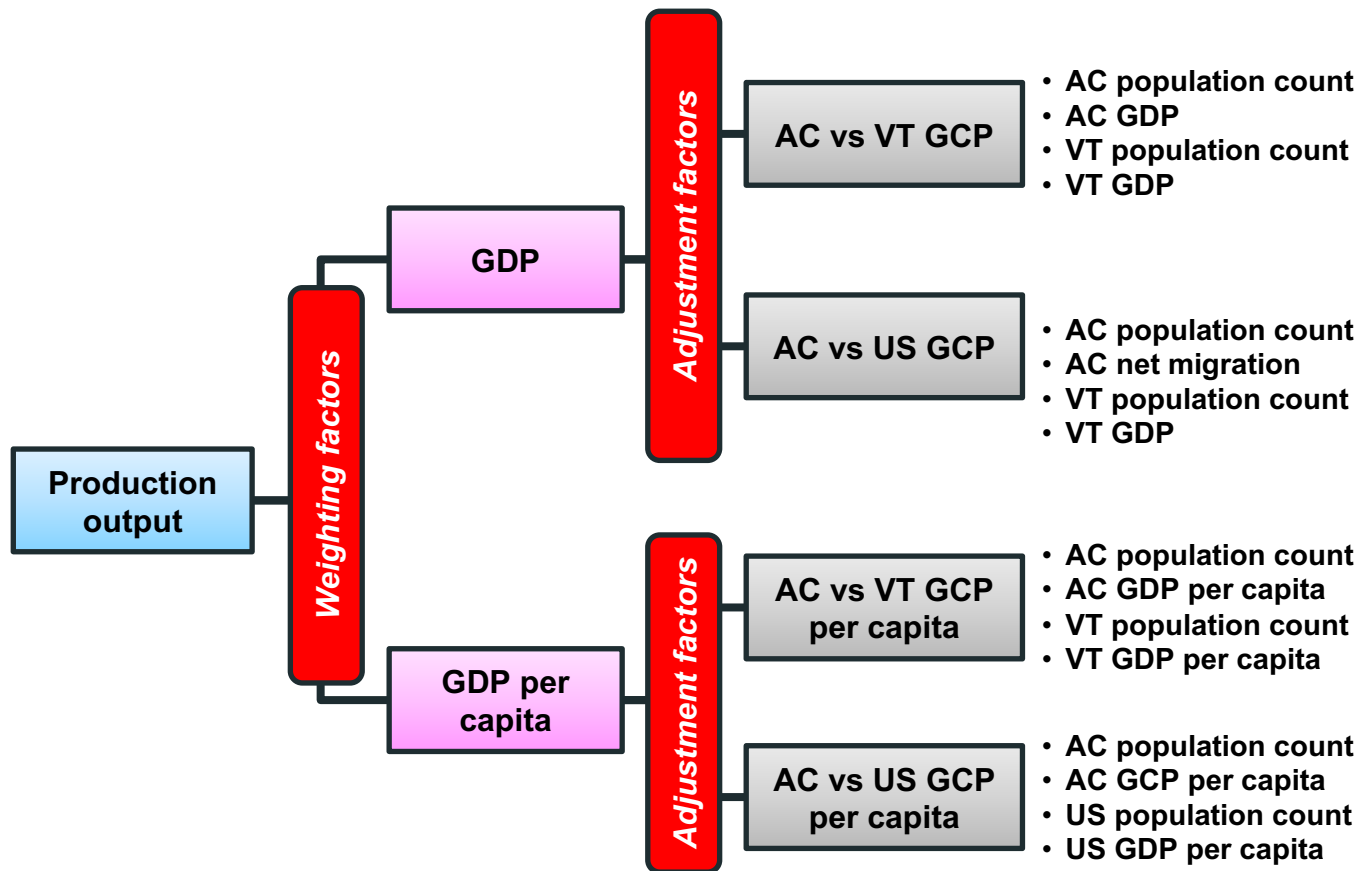 Production
output
Weighting factors
GDP
Adjustment factors
AC vs VT GCP
• AC population count
• AC GDP
• VT population count
• VT GDP
AC vs US GCP
• AC population count
• AC net migration
• VT population count
• VT GDP
GDP per
capita
Adjustment factors
AC vs VT GCP
per capita
• AC population count
• AC GDP per capita
• VT population count
• VT GDP per capita
AC vs US GCP
per capita
• AC population count
• AC GCP per capita
• US population count
• US GDP per capita